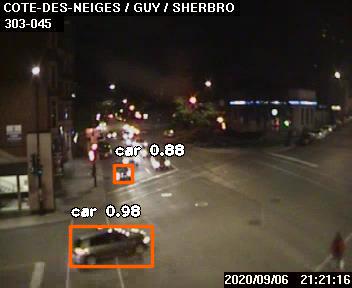 COTE-DES-NEIGES / GUY / SHERBRO
303-045
car 0.88
car 0.98
2020/09/06 21:21:16